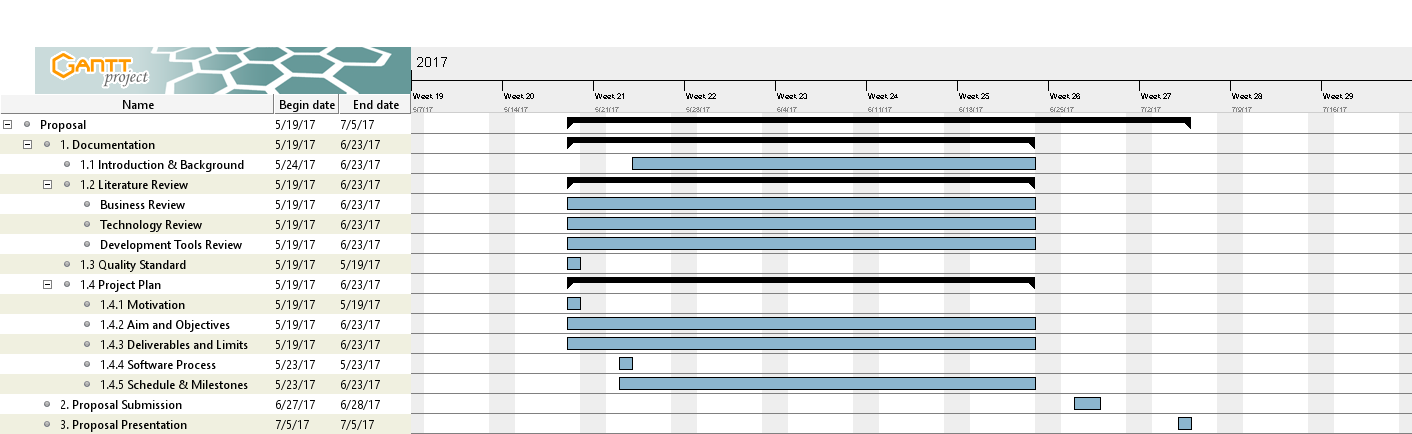 GANTT
project
2017
Week 19 Week 20 Week 21 Week 22 Week 23 Week 24 Week 25 Week 26 Week 27 Week 28 Week 29
5/7/17 5/14/17 5/21/17 5/28/17 6/4/17 6/11/17 6/18/17 6/25/17 7/2/17 7/9/17 7/16/17
Name Begin date End date
Proposal 5/19/17 7/5/17
1. Documentation 5/19/17 6/23/17
1.1 Introduction & Background 5/24/17 6/23/17
1.2 Literature Review 5/19/17 6/23/17
Business Review 5/19/17 6/23/17
Technology Review 5/19/17 6/23/17
Development Tools Review 5/19/17 6/23/17
1.3 Quality Standard 5/19/17 5/19/17
1.4 Project Plan 5/19/17 6/23/17
1.4.1 Motivation 5/19/17 5/19/17
1.4.2 Aim and Objectives 5/19/17 6/23/17
1.4.3 Deliverables and Limits 5/19/17 6/23/17
1.4.4 Software Process 5/23/17 5/23/17
1.4.5 Schedule & Milestones 5/23/17 6/23/17
2. Proposal Submission 6/27/17 6/28/17
3. Proposal Presentation 7/5/17 7/5/17